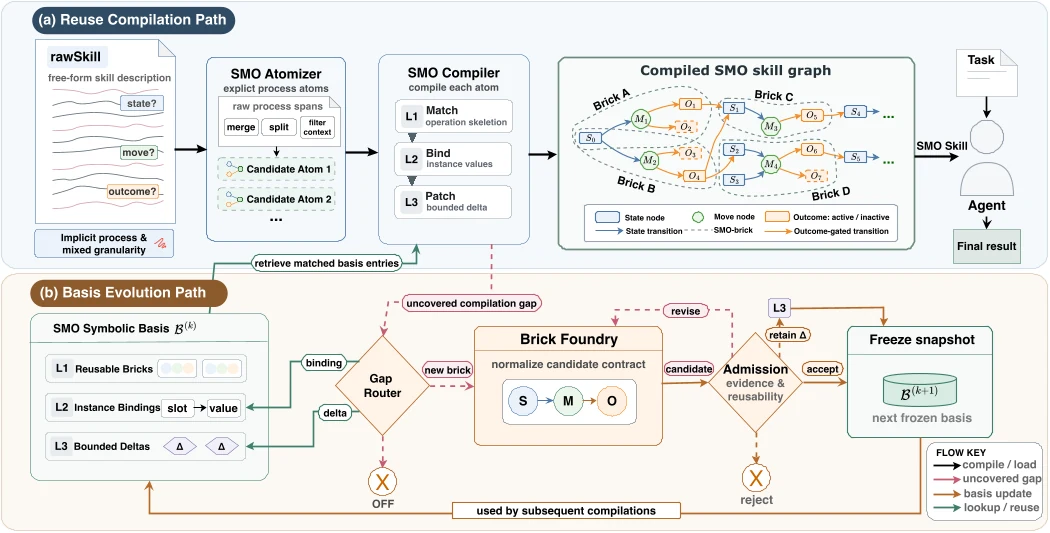 (a) Reuse Compilation Path
rawSkill
free-form skill description
state?
move?
outcome?
Implicit process &
mixed granularity
SMO Atomizer
explict process atoms
raw process spans
merge
split
filter
context
Candidate Atom 1
Candidate Atom 2
...
SMO Compiler
compile each atom
L1 Match
operation skeletion
L2 Bind
instance values
L3 Patch
bounded delta
Compiled SMO skill graph
Brick A
Brick B
Brick C
Brick D
S₀
M₁
M₂
O₁
O₂
O₃
O₄
S₁
S₂
S₃
M₃
M₄
O₅
O₆
O₇
S₄
S₅
...
...
State node
Move node
Outcome: active / inactive
State transition
SMO-brick
Outcome-gated transition
SMO Skill
Task
Agent
Final result
retrieve matched basis entries
(b) Basis Evolution Path
SMO Symbolic Basis 𝓑⁽ᵏ⁾
L1 Reusable Bricks
L2 Instance Bindings slot value
L3 Bounded Deltas Δ Δ
uncovered compilation gap
binding
delta
Gap
Router
new brick
X
OFF
Brick Foundry
normalize candidate contract
S M O
revise
candidate
Admission
evidence &
reusability
L3
retain Δ
accept
X
reject
Freeze snapshot
𝓑⁽ᵏ⁺¹⁾
next frozen basis
used by subsequent compilations
FLOW KEY
compile / load
uncovered gap
basis update
lookup / reuse